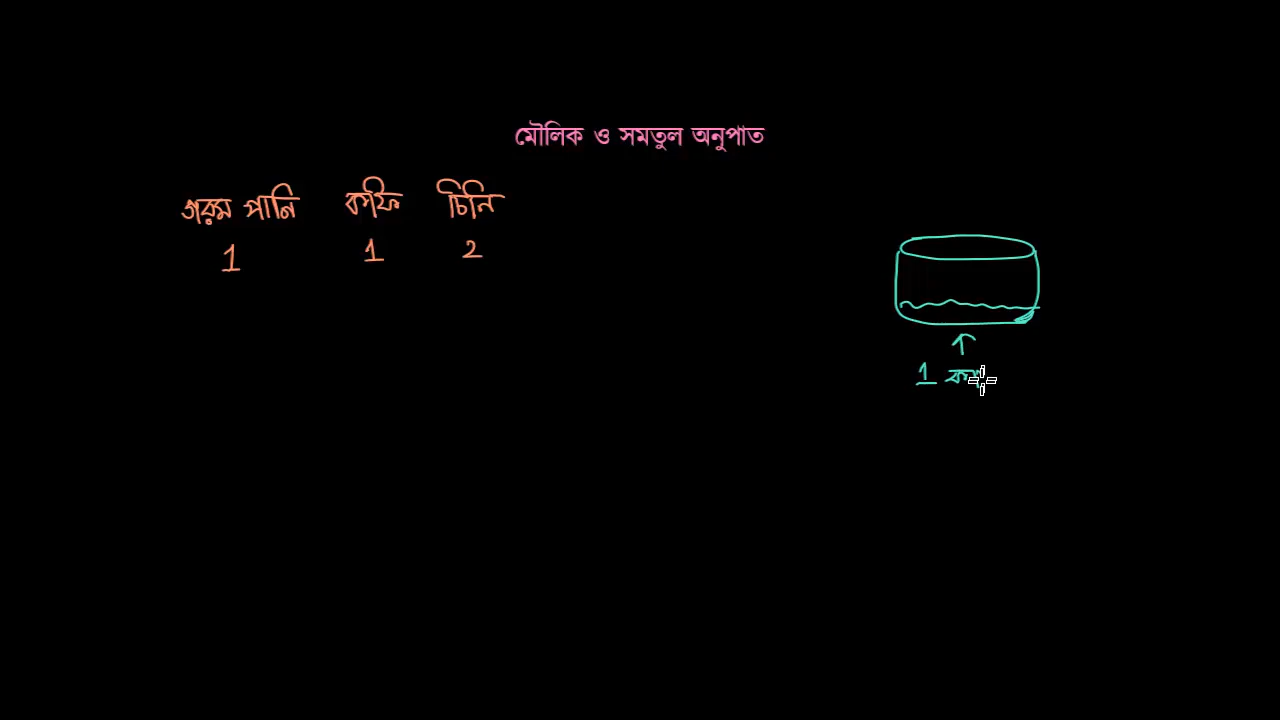 মৌলিক ও সমতুল অনুপাত
গরম পানি কফি চিনি
1 1 2
1